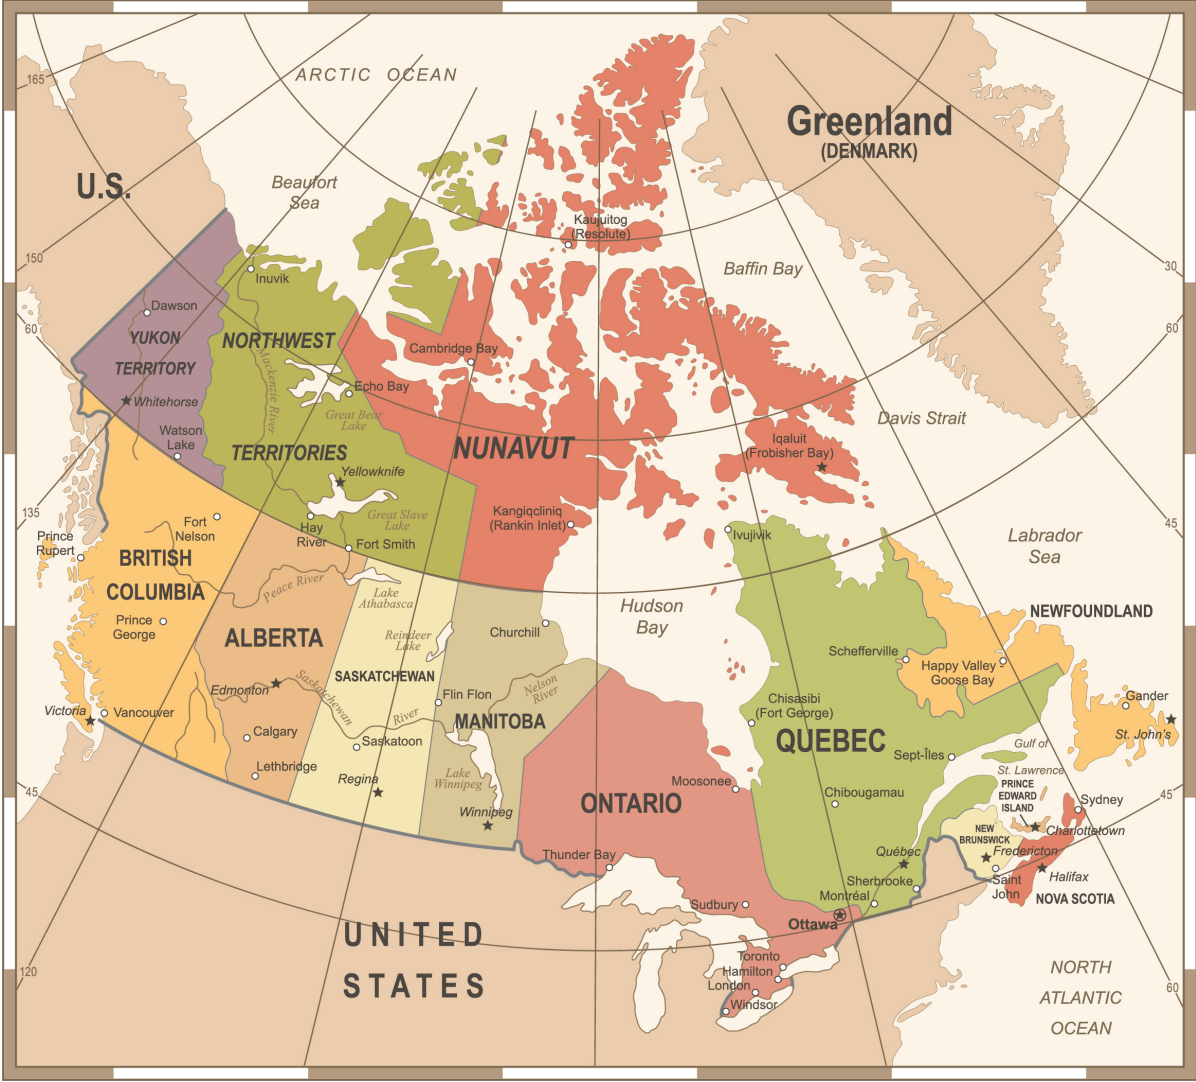 ARCTIC OCEAN
165
Greenland
(DENMARK)
U.S.
Beaufort
Sea
Kaujuitog
(Resolute)
150
Baffin Bay
30
Inuvik
Dawson
60
60
YUKON
TERRITORY
NORTHWEST
Mackenzie River
Cambridge Bay
Echo Bay
Great Bear
Lake
Whitehorse
Davis Strait
Watson
Lake
TERRITORIES
NUNAVUT
Iqaluit
(Frobisher Bay)
Yellowknife
135
Fort
Nelson
Great Slave
Lake
Hay
River
Kangiqcliniq
(Rankin Inlet)
45
Prince
Rupert
Fort Smith
Ivujivik
Labrador
Sea
BRITISH
COLUMBIA
Peace River
Lake
Athabasca
Hudson
Bay
NEWFOUNDLAND
Prince
George
ALBERTA
Reindeer
Lake
Churchill
Schefferville
Happy Valley -
Goose Bay
SASKATCHEWAN
Edmonton
Saskatchewan
River
Flin Flon
Nelson
River
Chisasibi
(Fort George)
Gander
Victoria
Vancouver
MANITOBA
St. John's
Calgary
Saskatoon
QUEBEC
Sept-Îles
Gulf of
St. Lawrence
Lethbridge
Regina
Lake
Winnipeg
Moosonee
PRINCE
EDWARD
ISLAND
45
45
ONTARIO
Chibougamau
Sydney
Winnipeg
Charlottetown
NEW
BRUNSWICK
Thunder Bay
Québec
Fredericton
Sherbrooke
Saint
John
Halifax
Montréal
NOVA SCOTIA
Sudbury
Ottawa
UNITED
STATES
Toronto
Hamilton
London
Windsor
120
NORTH
ATLANTIC
OCEAN
60